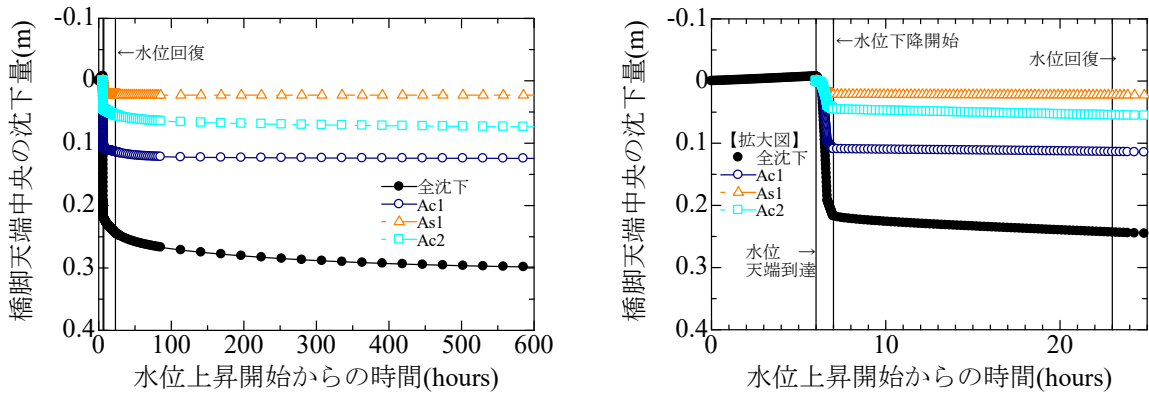 -0.1
0
0.1
0.2
0.3
0.4
橋脚天端中央の沈下量(m)
←水位回復
全沈下
Ac1
As1
Ac2
0 100 200 300 400 500 600
水位上昇開始からの時間(hours)
-0.1
0
0.1
0.2
0.3
0.4
橋脚天端中央の沈下量(m)
←水位下降開始
水位回復→
【拡大図】
全沈下
Ac1
As1
Ac2
水位 →
天端到達
0 10 20
水位上昇開始からの時間(hours)